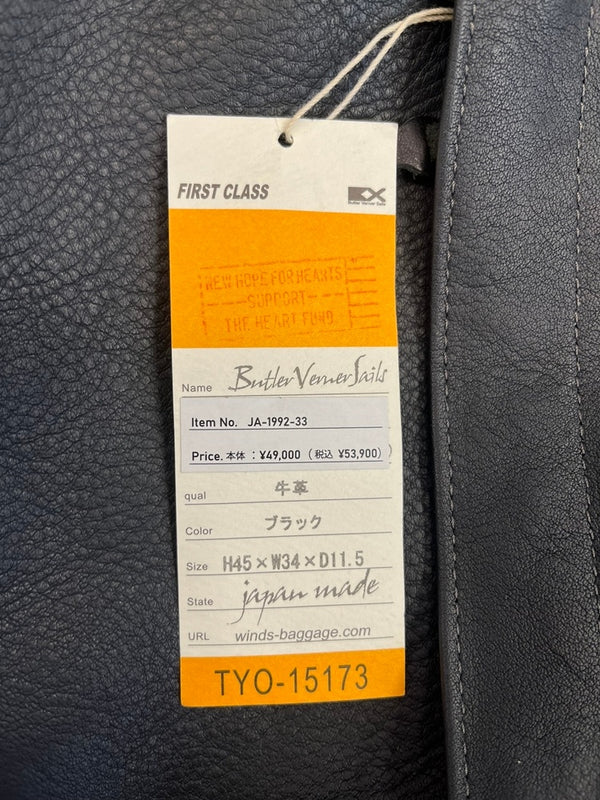 FIRST CLASS
Butler Verner Sails
NEW HOPE FOR HEARTS
SUPPORT
THE HEART FUND
Name Butler Verner Sails
Item No. JA-1992-33
Price. 本体 : ¥49,000 ( 税込 ¥53,900)
qual 牛革
Color ブラック
Size H45×W34×D11.5
State japan made
URL winds-baggage.com
TYO-15173